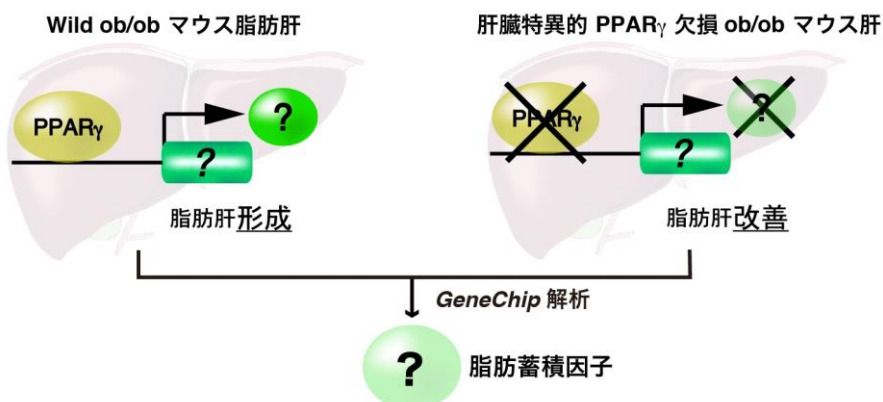 Wild ob/ob マウス脂肪肝
肝臓特異的 PPARγ 欠損 ob/ob マウス肝
PPARγ
?
?
脂肪肝形成
PPARγ
?
?
脂肪肝改善
GeneChip 解析
?
脂肪蓄積因子